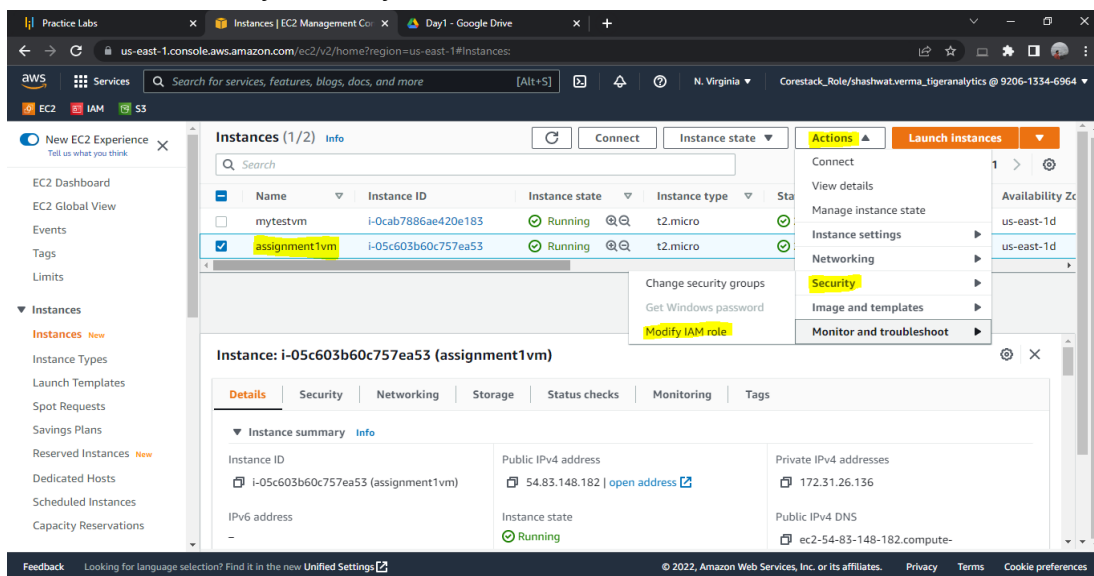 Practice Labs
Instances | EC2 Management Con
Day1 - Google Drive
us-east-1.console.aws.amazon.com/ec2/v2/home?region=us-east-1#Instances:
aws
Services
Search for services, features, blogs, docs, and more
[Alt+S]
N. Virginia
Corestack_Role/shashwat.verma_tigeranalytics @ 9206-1334-6964
EC2
IAM
S3
New EC2 Experience
Tell us what you think
EC2 Dashboard
EC2 Global View
Events
Tags
Limits
Instances
Instances New
Instance Types
Launch Templates
Spot Requests
Savings Plans
Reserved Instances New
Dedicated Hosts
Scheduled Instances
Capacity Reservations
Instances (1/2) Info
Connect
Instance state
Actions
Launch instances
Search
1
Name
Instance ID
Instance state
Instance type
Sta
Availability Zo
mytestvm
i-0cab7886ae420e183
Running
t2.micro
us-east-1d
assignment1vm
i-05c603b60c757ea53
Running
t2.micro
us-east-1d
Connect
View details
Manage instance state
Instance settings
Networking
Security
Image and templates
Monitor and troubleshoot
Change security groups
Get Windows password
Modify IAM role
Instance: i-05c603b60c757ea53 (assignment1vm)
Details
Security
Networking
Storage
Status checks
Monitoring
Tags
Instance summary Info
Instance ID
i-05c603b60c757ea53 (assignment1vm)
Public IPv4 address
54.83.148.182 | open address
Private IPv4 addresses
172.31.26.136
IPv6 address
–
Instance state
Running
Public IPv4 DNS
ec2-54-83-148-182.compute-
Feedback
Looking for language selection? Find it in the new Unified Settings
© 2022, Amazon Web Services, Inc. or its affiliates.
Privacy
Terms
Cookie preferences